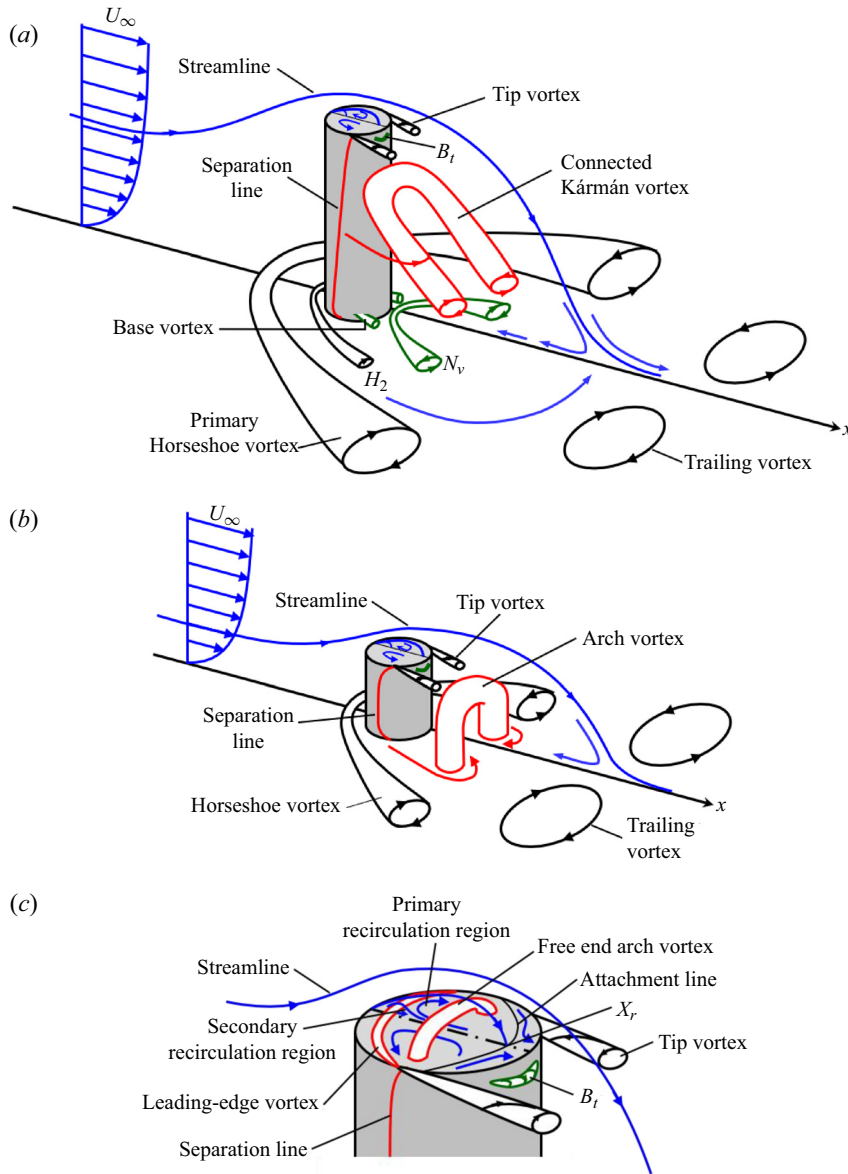 (a)
U∞
Streamline
Tip vortex
Bt
Separation
line
Connected
Kármán vortex
Base vortex
H2
Nv
Primary
Horseshoe vortex
x
Trailing vortex
(b)
U∞
Streamline
Tip vortex
Arch vortex
Separation
line
Horseshoe vortex
x
Trailing
vortex
(c)
Primary
recirculation region
Free end arch vortex
Streamline
Attachment line
Xr
Secondary
recirculation region
Tip vortex
Leading-edge vortex
Bt
Separation line